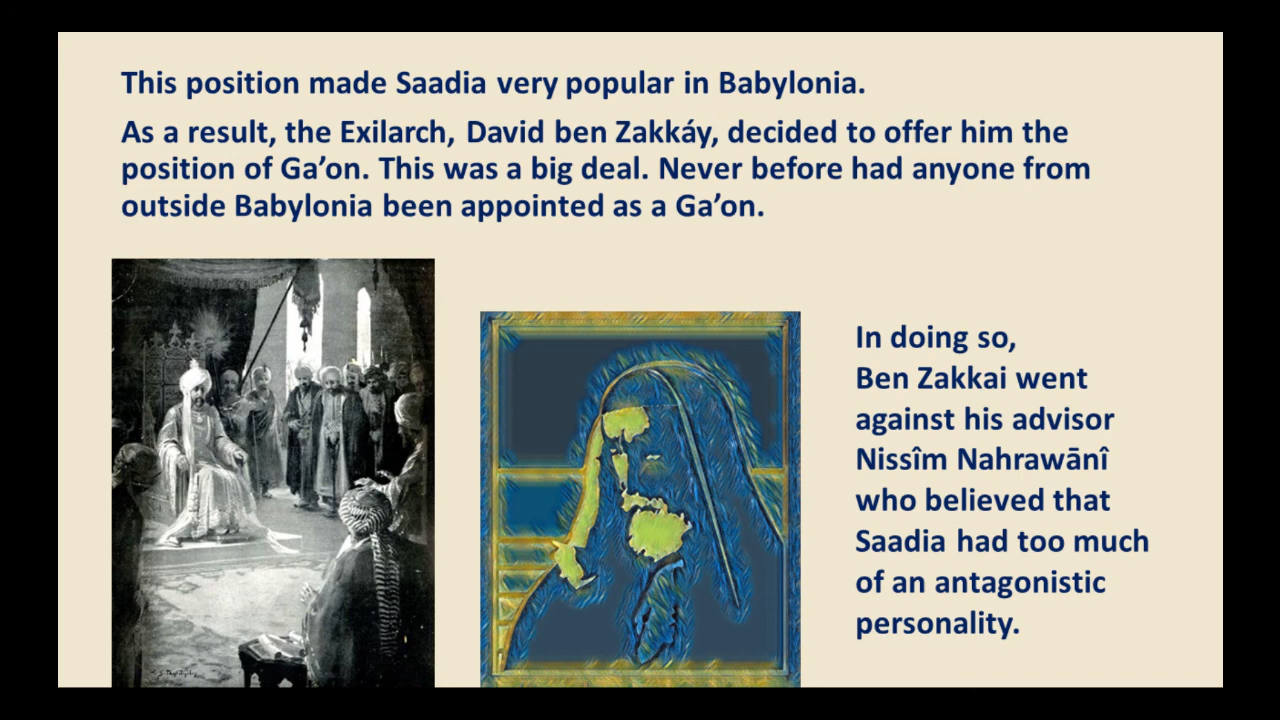 This position made Saadia very popular in Babylonia.
As a result, the Exilarch, David ben Zakkáy, decided to offer him the
position of Ga’on. This was a big deal. Never before had anyone from
outside Babylonia been appointed as a Ga’on.
In doing so,
Ben Zakkai went
against his advisor
Nissîm Nahrawānî
who believed that
Saadia had too much
of an antagonistic
personality.